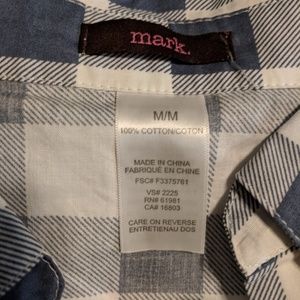 mark.
M/M
100% COTTON/COTON
MADE IN CHINA
FABRIQUÉ EN CHINE
FSC# F3375761
VS# 2225
RN# 61981
CA# 16803
CARE ON REVERSE
ENTRETIEN AU DOS